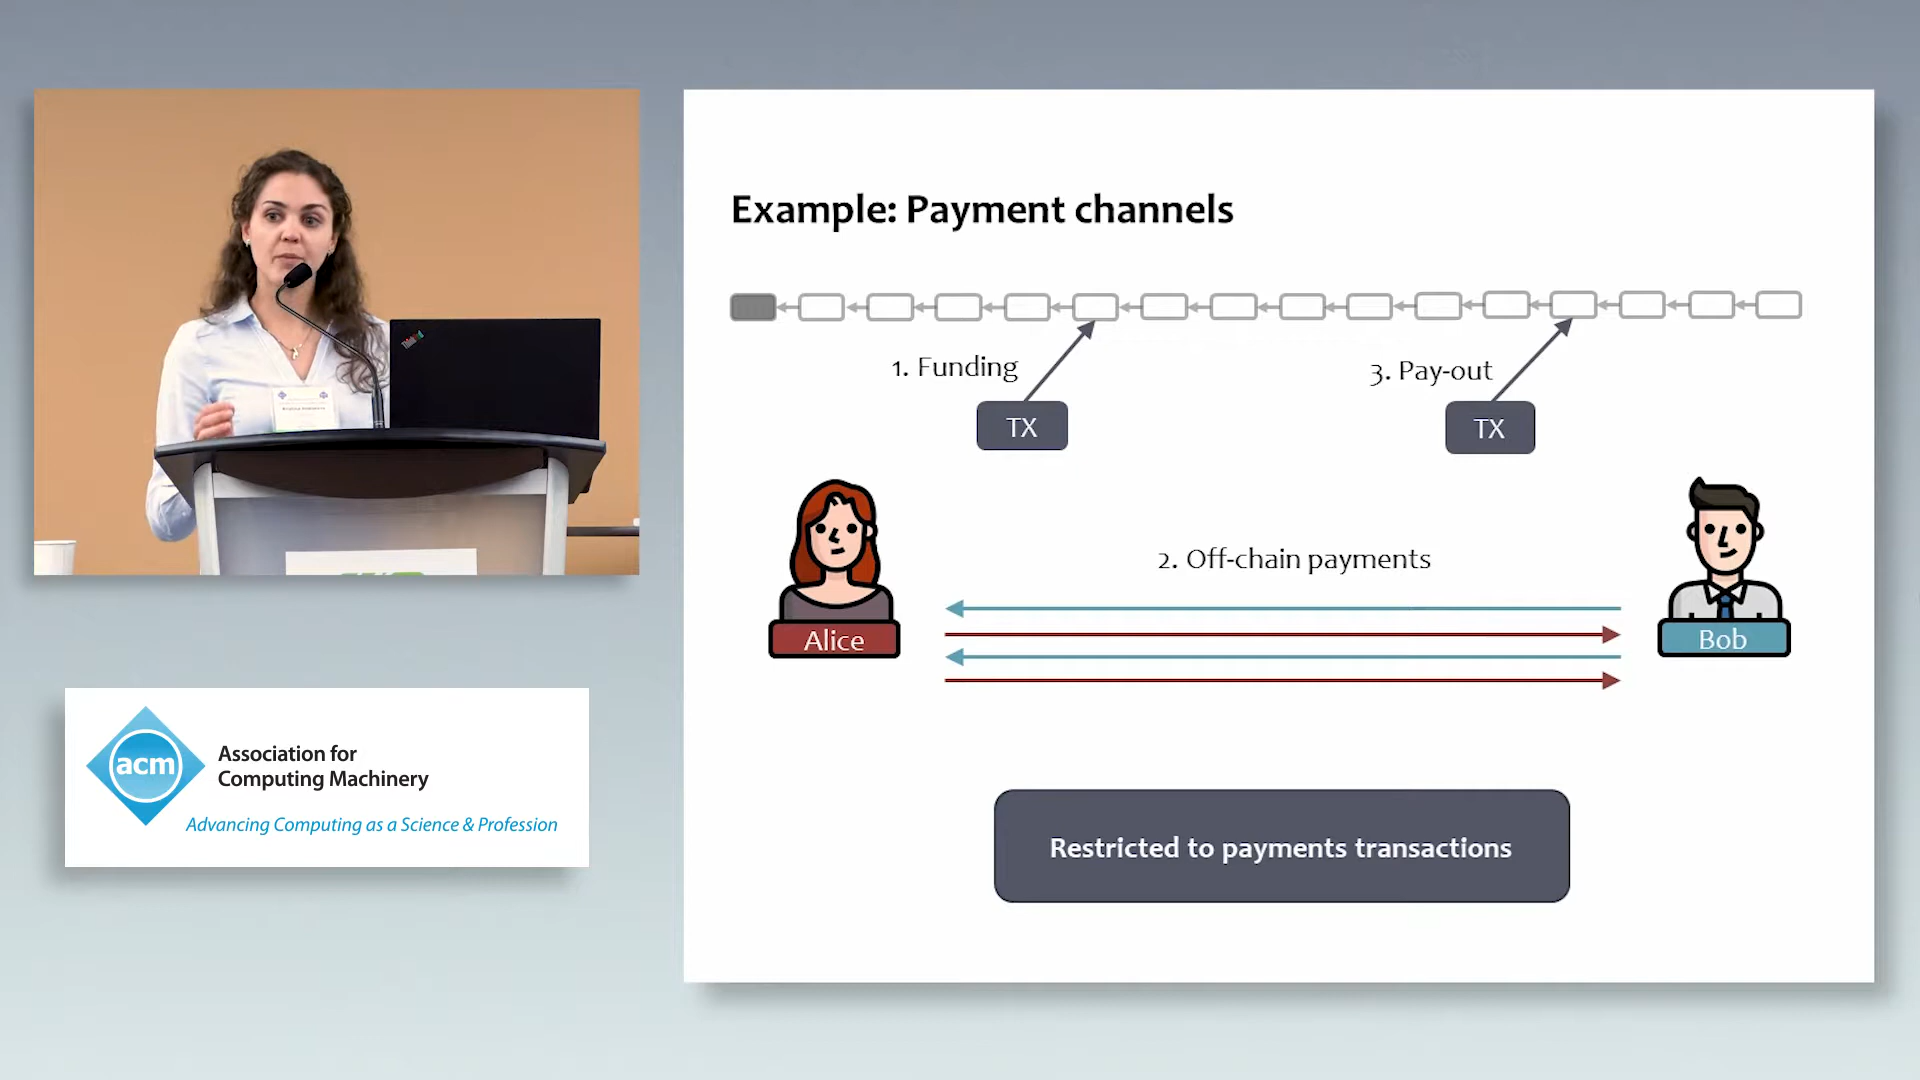 Example: Payment channels
1. Funding
3. Pay-out
TX
TX
2. Off-chain payments
Alice
Bob
Restricted to payments transactions
acm
Association for
Computing Machinery
Advancing Computing as a Science & Profession